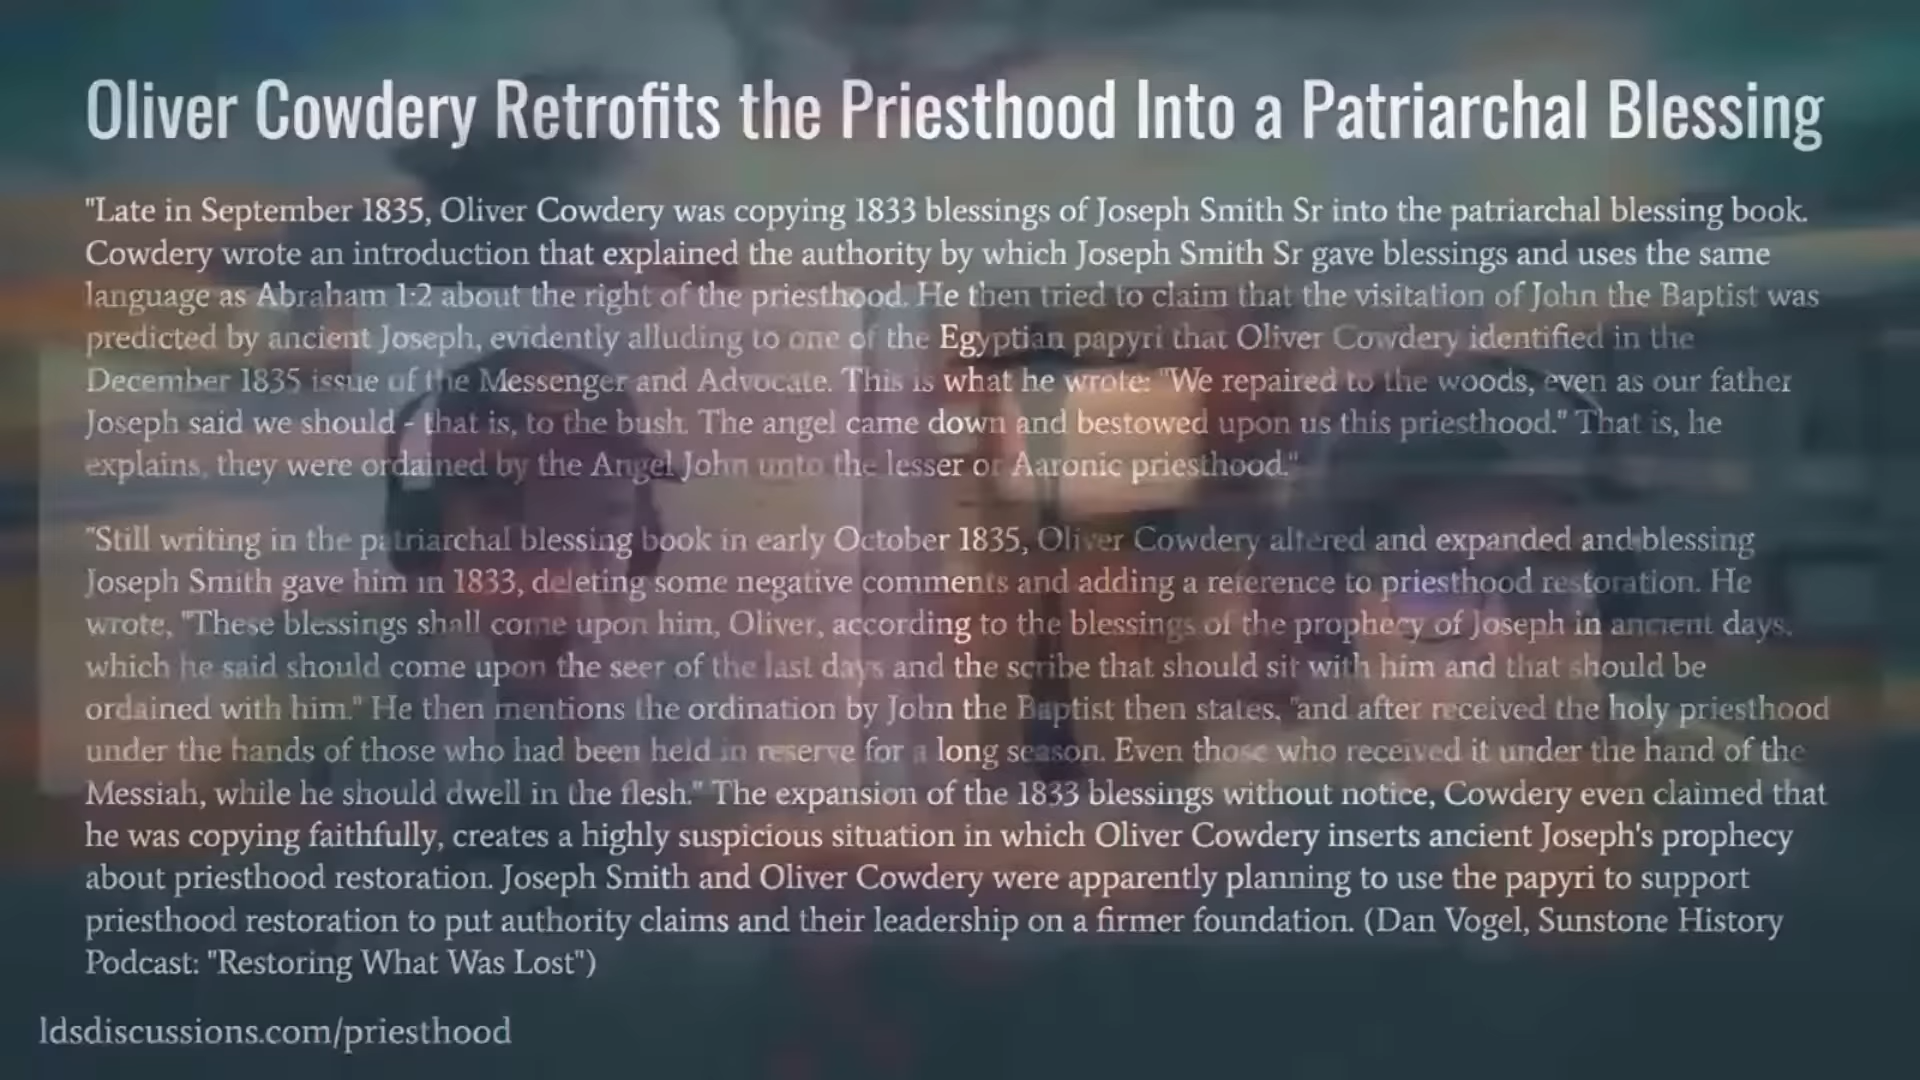 Oliver Cowdery Retrofits the Priesthood Into a Patriarchal Blessing
"Late in September 1835, Oliver Cowdery was copying 1833 blessings of Joseph Smith Sr into the patriarchal blessing book.
Cowdery wrote an introduction that explained the authority by which Joseph Smith Sr gave blessings and uses the same
language as Abraham 1:2 about the right of the priesthood. He then tried to claim that the visitation of John the Baptist was
predicted by ancient Joseph, evidently alluding to one of the Egyptian papyri that Oliver Cowdery identified in the
December 1835 issue of the Messenger and Advocate. This is what he wrote: "We repaired to the woods, even as our father
Joseph said we should - that is, to the bush. The angel came down and bestowed upon us this priesthood." That is, he
explains, they were ordained by the Angel John unto the lesser or Aaronic priesthood."
"Still writing in the patriarchal blessing book in early October 1835, Oliver Cowdery altered and expanded and blessing
Joseph Smith gave him in 1833, deleting some negative comments and adding a reference to priesthood restoration. He
wrote, "These blessings shall come upon him, Oliver, according to the blessings of the prophecy of Joseph in ancient days,
which he said should come upon the seer of the last days and the scribe that should sit with him and that should be
ordained with him." He then mentions the ordination by John the Baptist then states, "and after received the holy priesthood
under the hands of those who had been held in reserve for a long season. Even those who received it under the hand of the
Messiah, while he should dwell in the flesh." The expansion of the 1833 blessings without notice, Cowdery even claimed that
he was copying faithfully, creates a highly suspicious situation in which Oliver Cowdery inserts ancient Joseph's prophecy
about priesthood restoration. Joseph Smith and Oliver Cowdery were apparently planning to use the papyri to support
priesthood restoration to put authority claims and their leadership on a firmer foundation. (Dan Vogel, Sunstone History
Podcast: "Restoring What Was Lost")
ldsdiscussions.com/priesthood